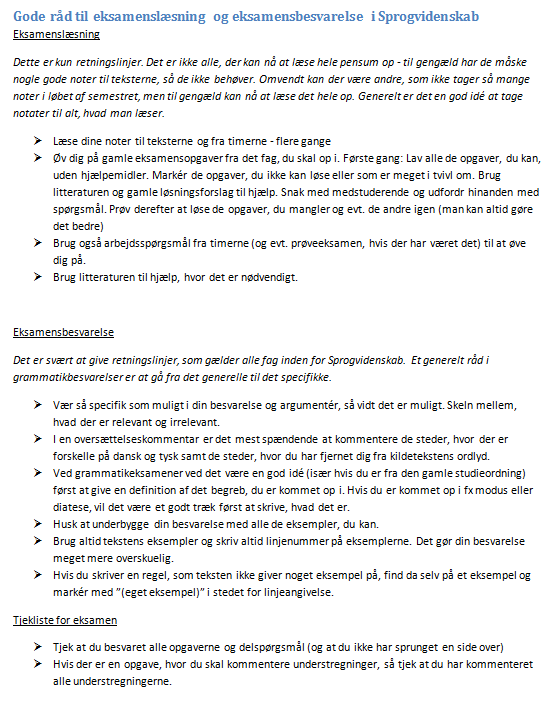 Gode råd til eksamenslæsning og eksamensbesvarelse i Sprogvidenskab
Eksamenslæsning
Dette er kun retningslinjer. Det er ikke alle, der kan nå at læse hele pensum op - til gengæld har de måske
nogle gode noter til teksterne, så de ikke behøver. Omvendt kan der være andre, som ikke tager så mange
noter i løbet af semestret, men til gengæld kan nå at læse det hele op. Generelt er det en god idé at tage
notater til alt, hvad man læser.
➢ Læse dine noter til teksterne og fra timerne - flere gange
➢ Øv dig på gamle eksamensopgaver fra det fag, du skal op i. Første gang: Lav alle de opgaver, du kan,
uden hjælpemidler. Markér de opgaver, du ikke kan løse eller som er meget i tvivl om. Brug
litteraturen og gamle løsningsforslag til hjælp. Snak med medstuderende og udfordr hinanden med
spørgsmål. Prøv derefter at løse de opgaver, du mangler og evt. de andre igen (man kan altid gøre
det bedre)
➢ Brug også arbejdsspørgsmål fra timerne (og evt. prøveeksamen, hvis der har været det) til at øve
dig på.
➢ Brug litteraturen til hjælp, hvor det er nødvendigt.
Eksamensbesvarelse
Det er svært at give retningslinjer, som gælder alle fag inden for Sprogvidenskab. Et generelt råd i
grammatikbesvarelser er at gå fra det generelle til det specifikke.
➢ Vær så specifik som muligt i din besvarelse og argumentér, så vidt det er muligt. Skeln mellem,
hvad der er relevant og irrelevant.
➢ I en oversættelseskommentar er det mest spændende at kommentere de steder, hvor der er
forskelle på dansk og tysk samt de steder, hvor du har fjernet dig fra kildetekstens ordlyd.
➢ Ved grammatikeksamener ved det være en god idé (især hvis du er fra den gamle studieordning)
først at give en definition af det begreb, du er kommet op i. Hvis du er kommet op i fx modus eller
diatese, vil det være et godt træk først at skrive, hvad det er.
➢ Husk at underbygge din besvarelse med alle de eksempler, du kan.
➢ Brug altid tekstens eksempler og skriv altid linjenummer på eksemplerne. Det gør din besvarelse
meget mere overskuelig.
➢ Hvis du skriver en regel, som teksten ikke giver noget eksempel på, find da selv på et eksempel og
markér med ”(eget eksempel)” i stedet for linjeangivelse.
Tjekliste for eksamen
➢ Tjek at du besvaret alle opgaverne og delspørgsmål (og at du ikke har sprunget en side over)
➢ Hvis der er en opgave, hvor du skal kommentere understregninger, så tjek at du har kommenteret
alle understregningerne.